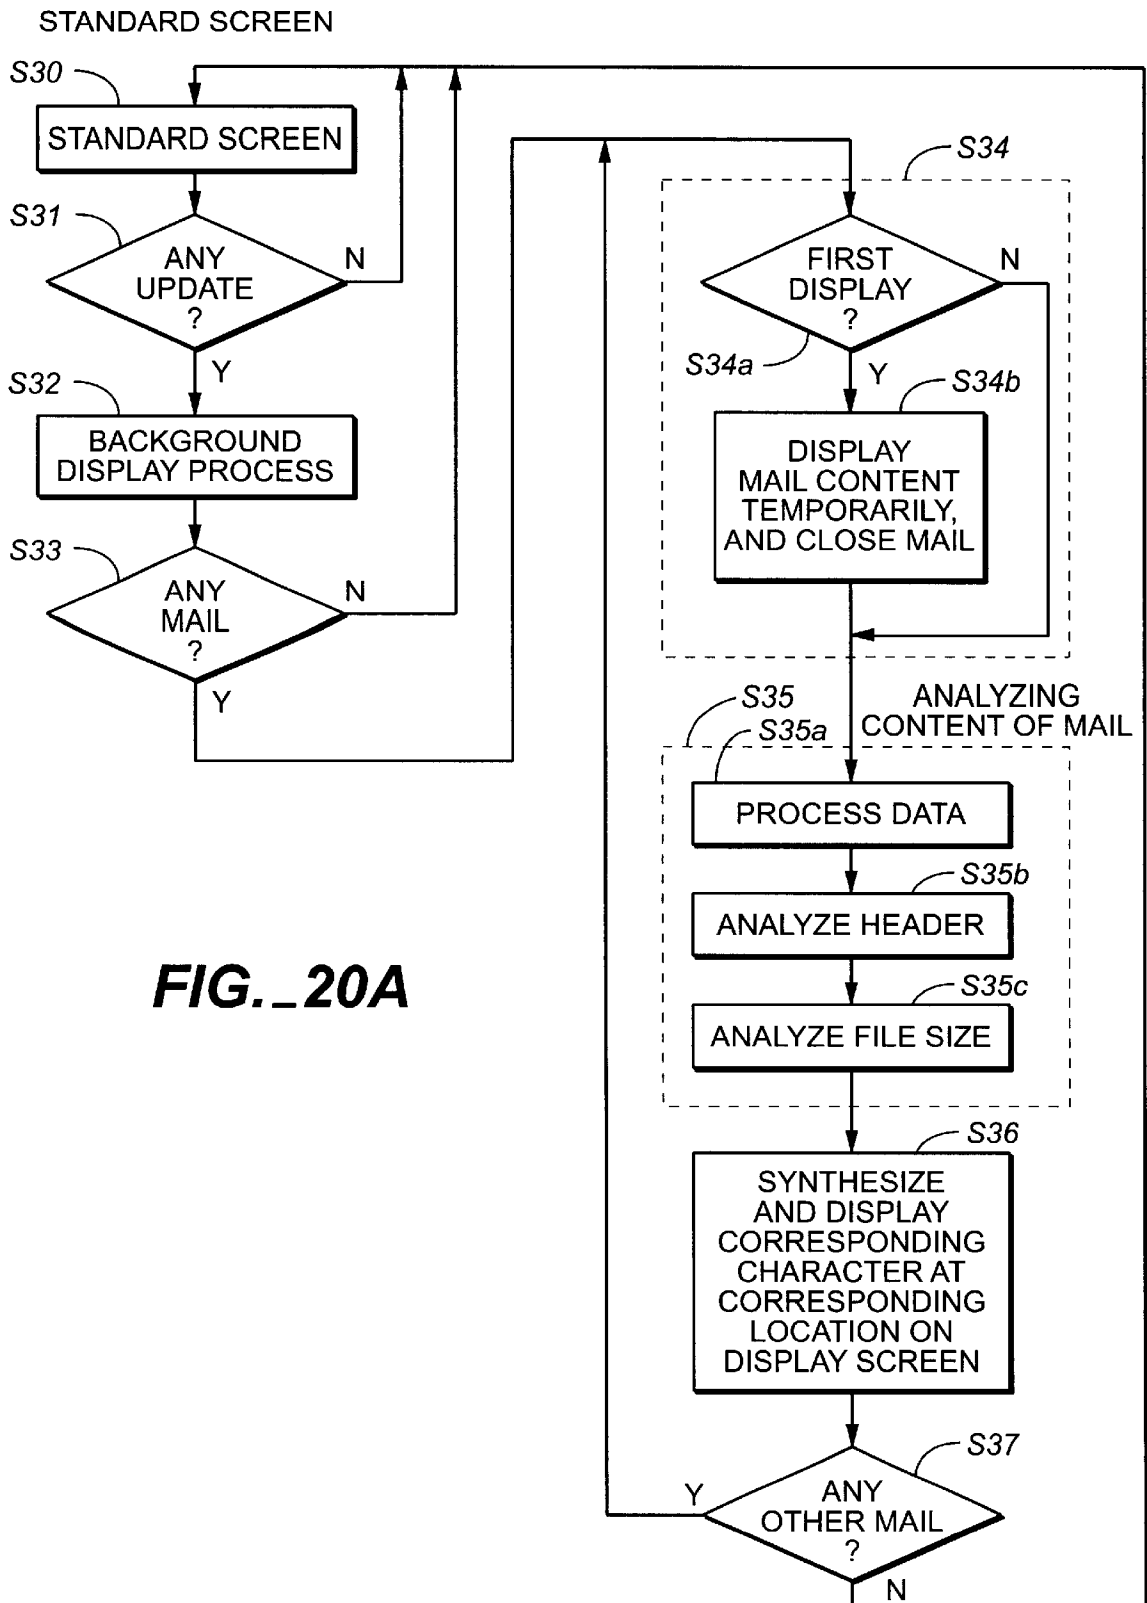 STANDARD SCREEN
S30
STANDARD SCREEN
S31
ANY
UPDATE
?
N
Y
S32
BACKGROUND
DISPLAY PROCESS
S33
ANY
MAIL
?
N
Y
S34
FIRST
DISPLAY
?
N
S34a
Y
S34b
DISPLAY
MAIL CONTENT
TEMPORARILY,
AND CLOSE MAIL
S35
ANALYZING
CONTENT OF MAIL
S35a
PROCESS DATA
S35b
ANALYZE HEADER
S35c
ANALYZE FILE SIZE
S36
SYNTHESIZE
AND DISPLAY
CORRESPONDING
CHARACTER AT
CORRESPONDING
LOCATION ON
DISPLAY SCREEN
S37
ANY
OTHER MAIL
?
Y
N
FIG._20A